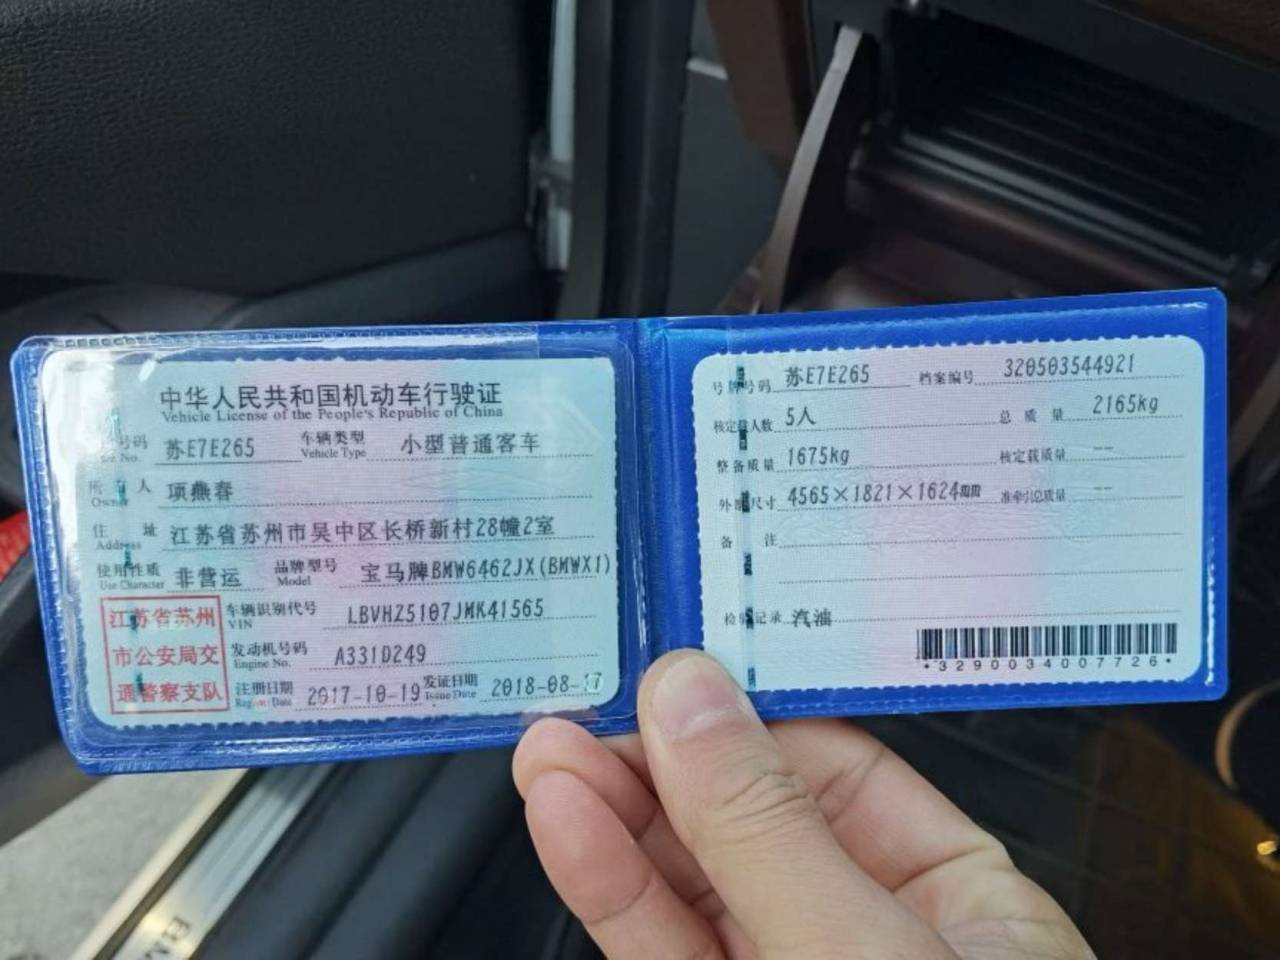 中华人民共和国机动车行驶证
Vehicle License of the People's Republic of China
号码 苏E7E265 车辆类型 小型普通客车
No. Vehicle Type
所有人 项燕春
Owner
住址 江苏省苏州市吴中区长桥新村28幢2室
Address
使用性质 非营运 品牌型号 宝马牌BMW6462JX(BMWX1)
Use Character Model
江苏省苏州
市公安局交
通警察支队
车辆识别代号 LBVHZ5107JMK41565
VIN
发动机号码 A331D249
Engine No.
注册日期 2017-10-19 发证日期 2018-08-17
Register Date Issue Date
号牌号码 苏E7E265 档案编号 320503544921
核定载人数 5人 总质量 2165kg
整备质量 1675kg 核定载质量 --
外廓尺寸 4565×1821×1624mm 准牵引总质量 --
备注
检验记录 汽油
*3290034007726*